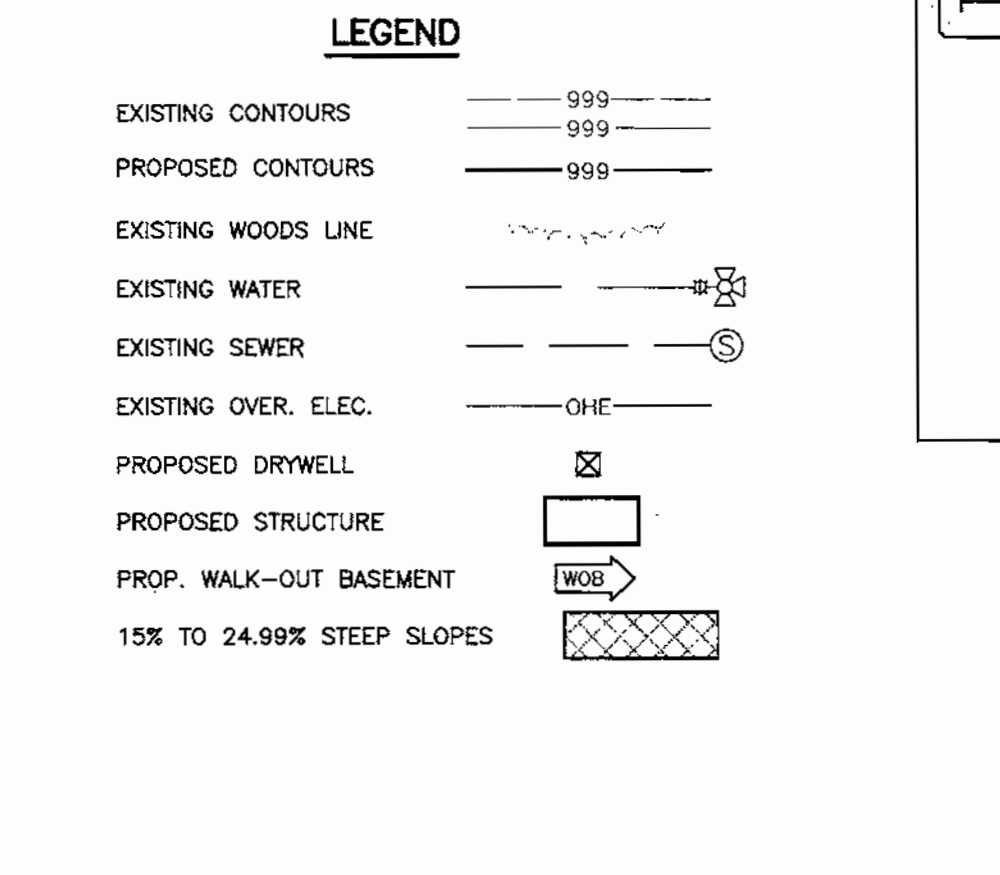 LEGEND
EXISTING CONTOURS 999
999
PROPOSED CONTOURS 999
EXISTING WOODS LINE
EXISTING WATER
EXISTING SEWER S
EXISTING OVER. ELEC. OHE
PROPOSED DRYWELL
PROPOSED STRUCTURE
PROP. WALK-OUT BASEMENT WOB
15% TO 24.99% STEEP SLOPES